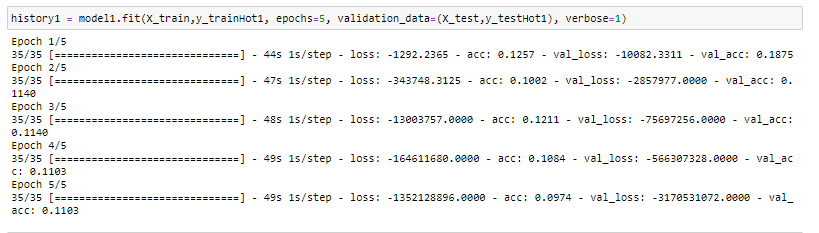 history1 = model1.fit(X_train,y_trainHot1, epochs=5, validation_data=(X_test,y_testHot1), verbose=1)
Epoch 1/5
35/35 [==============================] - 44s 1s/step - loss: -1292.2365 - acc: 0.1257 - val_loss: -10082.3311 - val_acc: 0.1875
Epoch 2/5
35/35 [==============================] - 47s 1s/step - loss: -343748.3125 - acc: 0.1002 - val_loss: -2857977.0000 - val_acc: 0.
1140
Epoch 3/5
35/35 [==============================] - 48s 1s/step - loss: -13003757.0000 - acc: 0.1211 - val_loss: -75697256.0000 - val_acc:
0.1140
Epoch 4/5
35/35 [==============================] - 49s 1s/step - loss: -164611680.0000 - acc: 0.1084 - val_loss: -566307328.0000 - val_ac
c: 0.1103
Epoch 5/5
35/35 [==============================] - 49s 1s/step - loss: -1352128896.0000 - acc: 0.0974 - val_loss: -3170531072.0000 - val_
acc: 0.1103